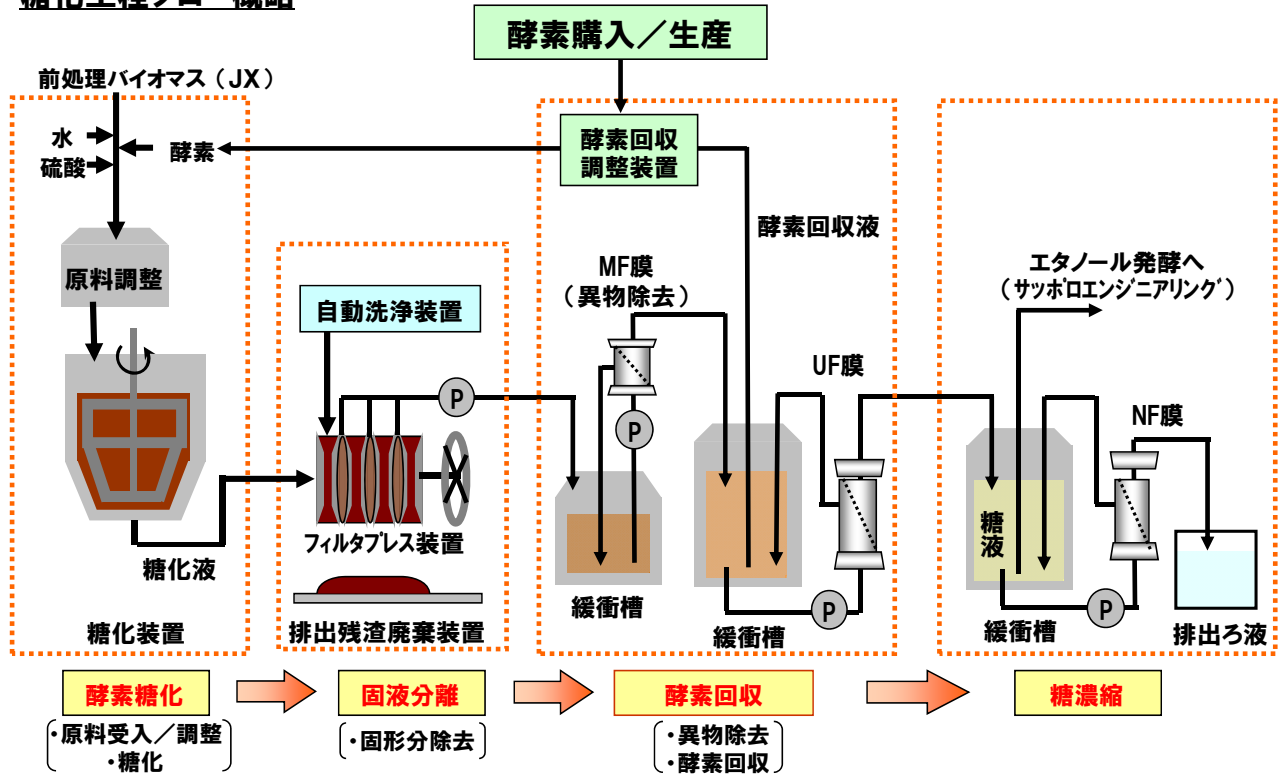 糖化工程フロー概略
酵素購入／生産
前処理バイオマス（JX）
水
硫酸
酵素
酵素回収
調整装置
酵素回収液
原料調整
自動洗浄装置
MF膜
（異物除去）
エタノール発酵へ
（サッポロエンジニアリング）
UF膜
NF膜
P
P
P
P
糖液
フィルタプレス装置
糖化液
緩衝槽
緩衝槽
緩衝槽
排出ろ液
糖化装置
排出残渣廃棄装置
酵素糖化
固液分離
酵素回収
糖濃縮
・原料受入／調整
・糖化
・固形分除去
・異物除去
・酵素回収